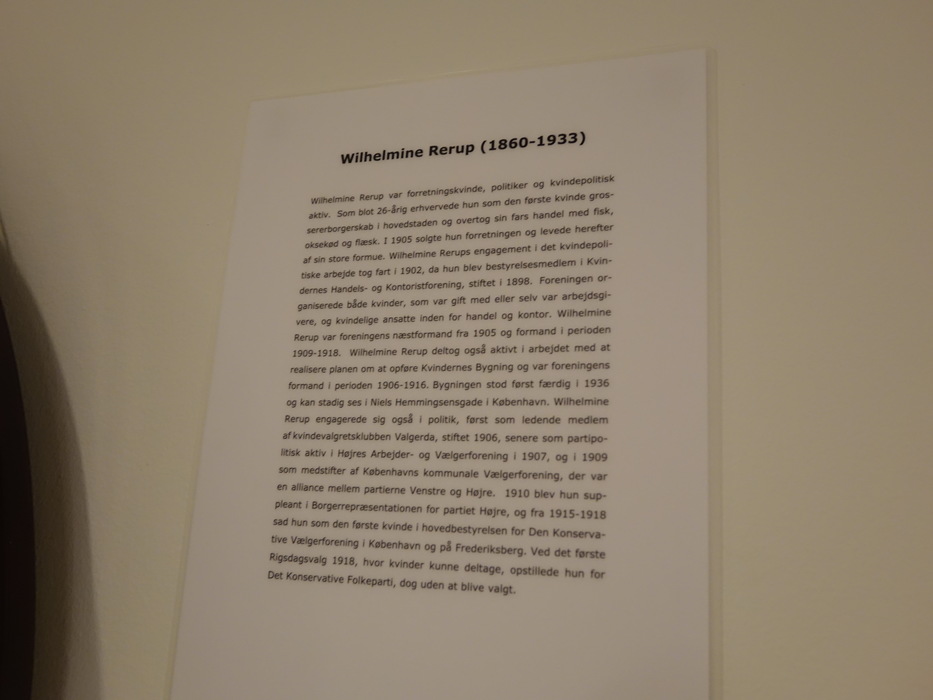 Wilhelmine Rerup (1860-1933)
Wilhelmine Rerup var forretningskvinde, politiker og kvindepolitisk
aktiv. Som blot 26-årig erhvervede hun som den første kvinde gros-
sererborgerskab i hovedstaden og overtog sin fars handel med fisk,
oksekød og flæsk. I 1905 solgte hun forretningen og levede herefter
af sin store formue. Wilhelmine Rerups engagement i det kvindepoli-
tiske arbejde tog fart i 1902, da hun blev bestyrelsesmedlem i Kvin-
dernes Handels- og Kontoristforening, stiftet i 1898. Foreningen or-
ganiserede både kvinder, som var gift med eller selv var arbejdsgi-
vere, og kvindelige ansatte inden for handel og kontor. Wilhelmine
Rerup var foreningens næstformand fra 1905 og formand i perioden
1909-1918. Wilhelmine Rerup deltog også aktivt i arbejdet med at
realisere planen om at opføre Kvindernes Bygning og var foreningens
formand i perioden 1906-1916. Bygningen stod først færdig i 1936
og kan stadig ses i Niels Hemmingsensgade i København. Wilhelmine
Rerup engagerede sig også i politik, først som ledende medlem
af kvindevalgretsklubben Valgerda, stiftet 1906, senere som partipo-
litisk aktiv i Højres Arbejder- og Vælgerforening i 1907, og i 1909
som medstifter af Københavns kommunale Vælgerforening, der var
en alliance mellem partierne Venstre og Højre. 1910 blev hun sup-
pleant i Borgerrepræsentationen for partiet Højre, og fra 1915-1918
sad hun som den første kvinde i hovedbestyrelsen for Den Konserva-
tive Vælgerforening i København og på Frederiksberg. Ved det første
Rigsdagsvalg 1918, hvor kvinder kunne deltage, opstillede hun for
Det Konservative Folkeparti, dog uden at blive valgt.